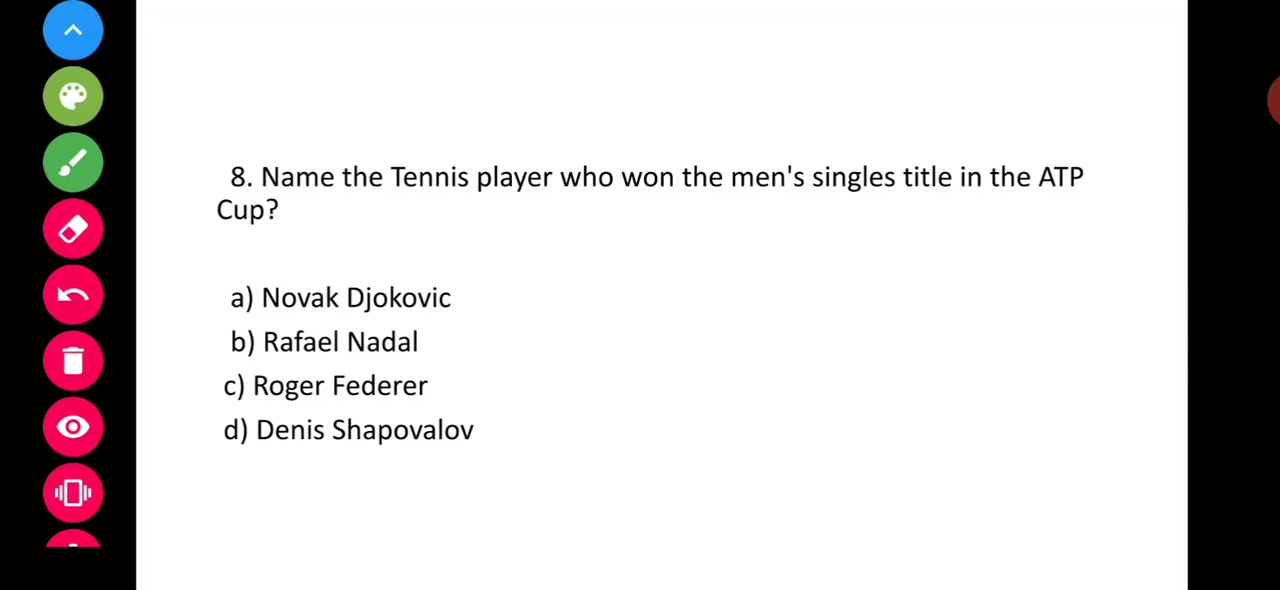 8. Name the Tennis player who won the men's singles title in the ATP
Cup?
a) Novak Djokovic
b) Rafael Nadal
c) Roger Federer
d) Denis Shapovalov